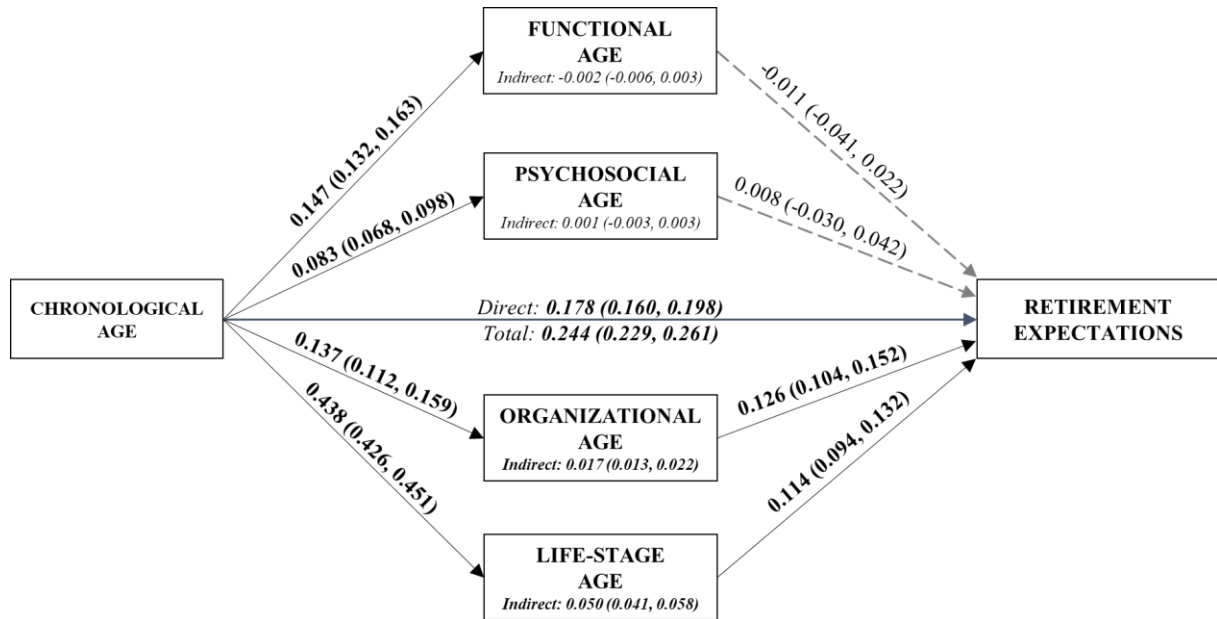 FUNCTIONAL
AGE
Indirect: -0.002 (-0.006, 0.003)
0.147 (0.132, 0.163)
-0.011 (-0.041, 0.022)
PSYCHOSOCIAL
AGE
Indirect: 0.001 (-0.003, 0.003)
0.083 (0.068, 0.098)
0.008 (-0.030, 0.042)
CHRONOLOGICAL
AGE
Direct: 0.178 (0.160, 0.198)
Total: 0.244 (0.229, 0.261)
RETIREMENT
EXPECTATIONS
0.137 (0.112, 0.159)
0.126 (0.104, 0.152)
ORGANIZATIONAL
AGE
Indirect: 0.017 (0.013, 0.022)
0.438 (0.426, 0.451)
0.114 (0.094, 0.132)
LIFE-STAGE
AGE
Indirect: 0.050 (0.041, 0.058)